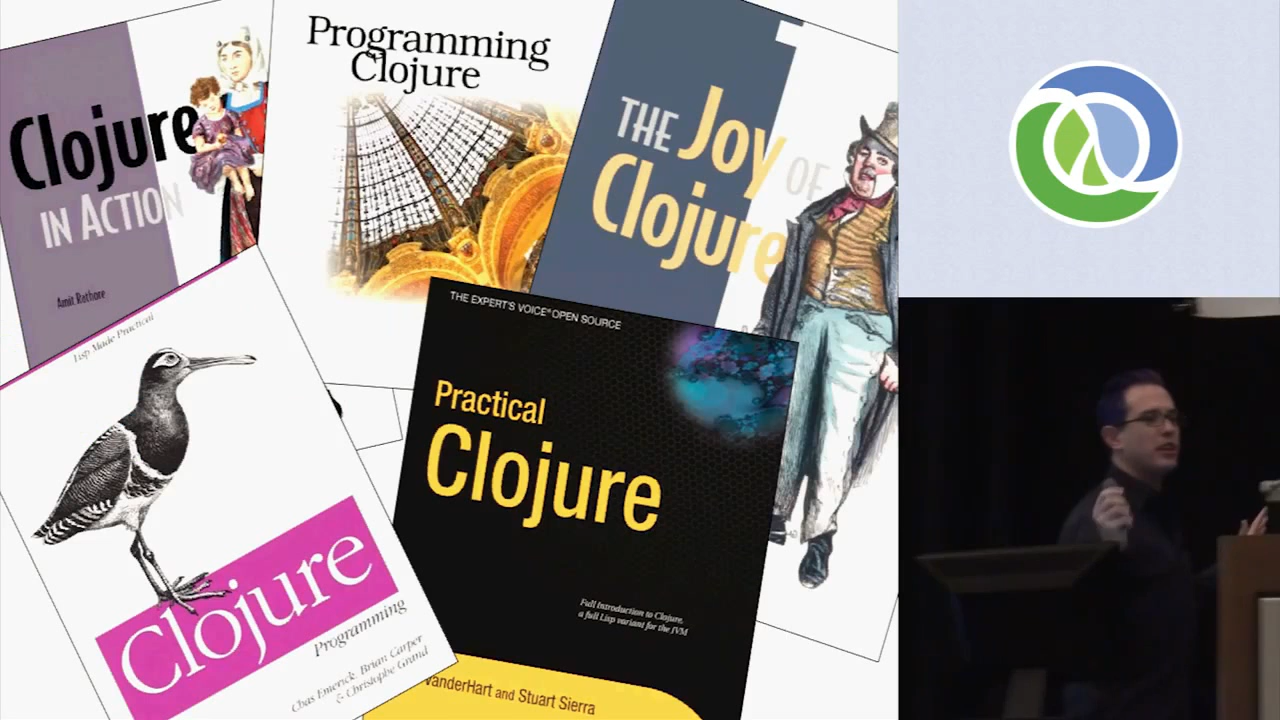 Clojure
IN ACTION
Amit Rathore
Programming
Clojure
THE Joy OF
Clojure
Lisp Made Practical
Clojure
Programming
Chas Emerick, Brian Carper
& Christophe Grand
THE EXPERT'S VOICE® OPEN SOURCE
Practical
Clojure
Full Introduction to Clojure,
a full Lisp variant for the JVM
VanderHart and Stuart Sierra